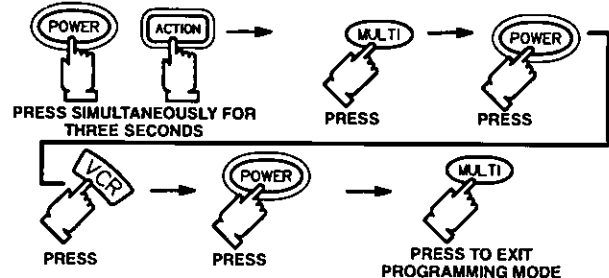 POWER ACTION MULTI POWER
PRESS SIMULTANEOUSLY FOR
THREE SECONDS
PRESS PRESS
VCR POWER MULTI
PRESS PRESS PRESS TO EXIT
PROGRAMMING MODE